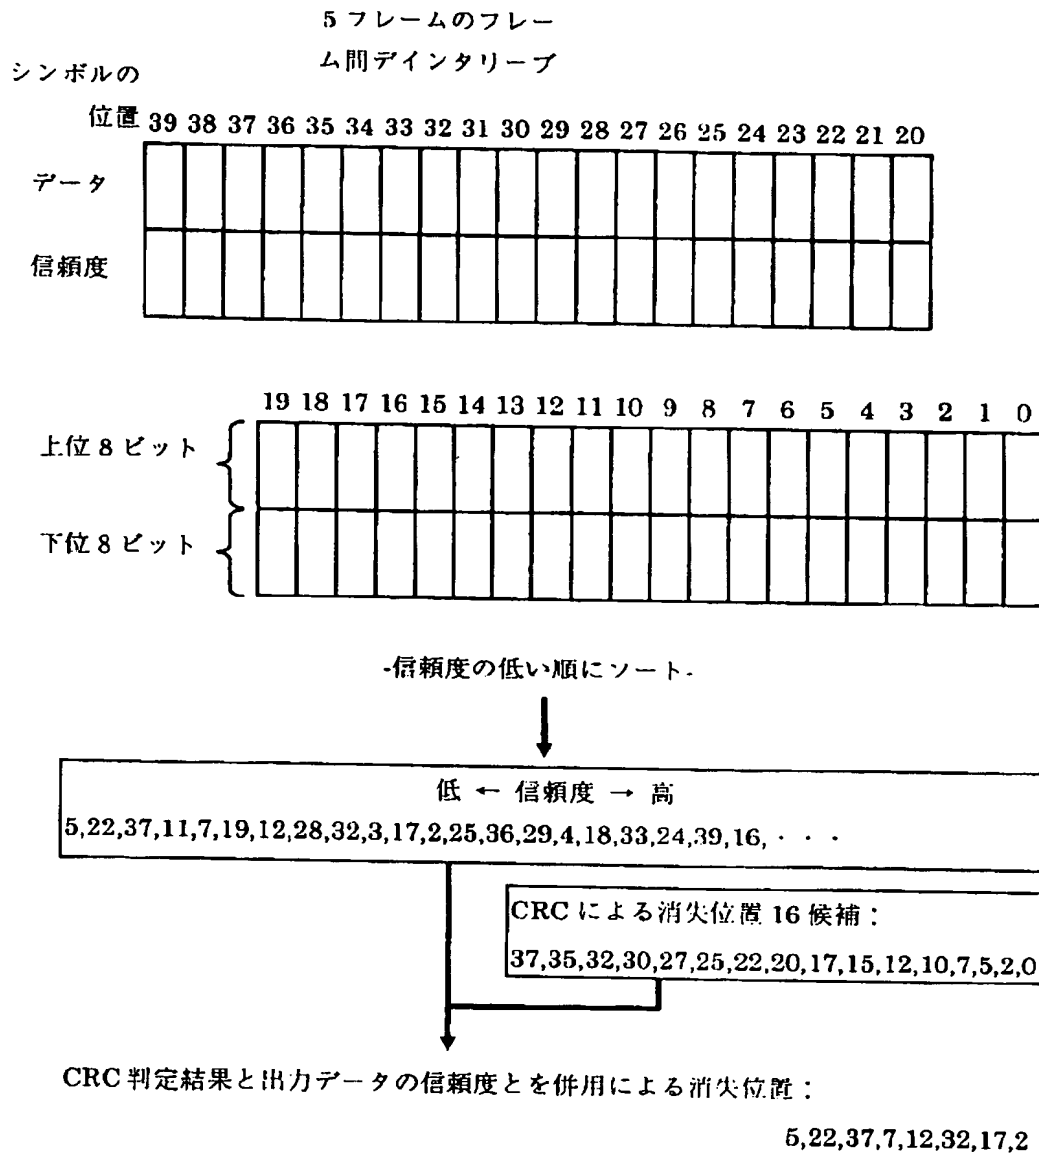 5 フレームのフレー
ム間デインタリーブ
シンボルの
位置 39 38 37 36 35 34 33 32 31 30 29 28 27 26 25 24 23 22 21 20
データ
信頼度
19 18 17 16 15 14 13 12 11 10 9 8 7 6 5 4 3 2 1 0
上位 8 ビット
下位 8 ビット
-信頼度の低い順にソート-
低 ← 信頼度 → 高
5,22,37,11,7,19,12,28,32,3,17,2,25,36,29,4,18,33,24,39,16, · · ·
CRC による消失位置 16 候補：
37,35,32,30,27,25,22,20,17,15,12,10,7,5,2,0
CRC 判定結果と出力データの信頼度とを併用による消失位置：
5,22,37,7,12,32,17,2